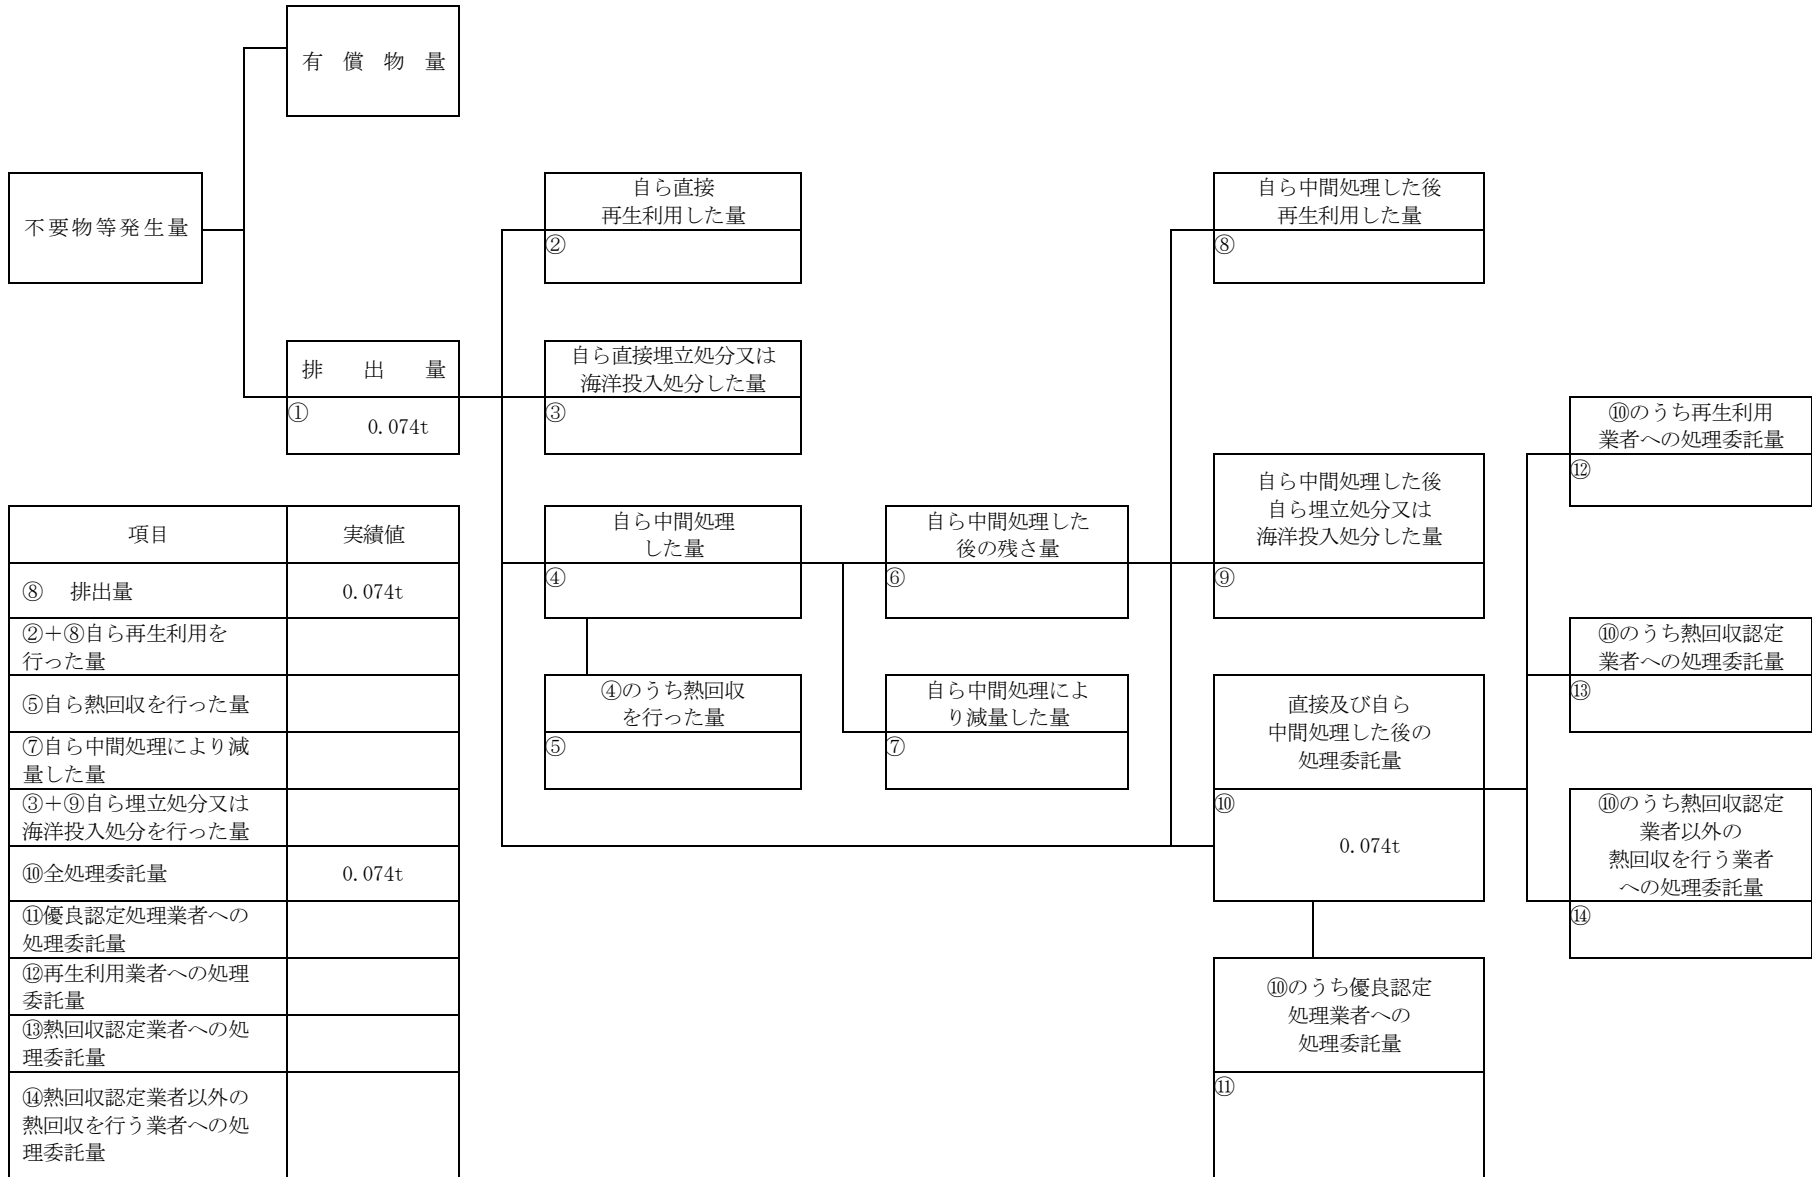 有 償 物 量
不要物等発生量
排 出 量
①
0.074t
自ら直接
再生利用した量
②
自ら直接埋立処分又は
海洋投入処分した量
③
自ら中間処理
した量
④
④のうち熱回収
を行った量
⑤
自ら中間処理した
後の残さ量
⑥
自ら中間処理によ
り減量した量
⑦
自ら中間処理した後
再生利用した量
⑧
自ら中間処理した後
自ら埋立処分又は
海洋投入処分した量
⑨
直接及び自ら
中間処理した後の
処理委託量
⑩
0.074t
⑩のうち優良認定
処理業者への
処理委託量
⑪
⑩のうち再生利用
業者への処理委託量
⑫
⑩のうち熱回収認定
業者への処理委託量
⑬
⑩のうち熱回収認定
業者以外の
熱回収を行う業者
への処理委託量
⑭
項目 実績値
⑧ 排出量 0.074t
②＋⑧自ら再生利用を
行った量
⑤自ら熱回収を行った量
⑦自ら中間処理により減
量した量
③＋⑨自ら埋立処分又は
海洋投入処分を行った量
⑩全処理委託量 0.074t
⑪優良認定処理業者への
処理委託量
⑫再生利用業者への処理
委託量
⑬熱回収認定業者への処
理委託量
⑭熱回収認定業者以外の
熱回収を行う業者への処
理委託量